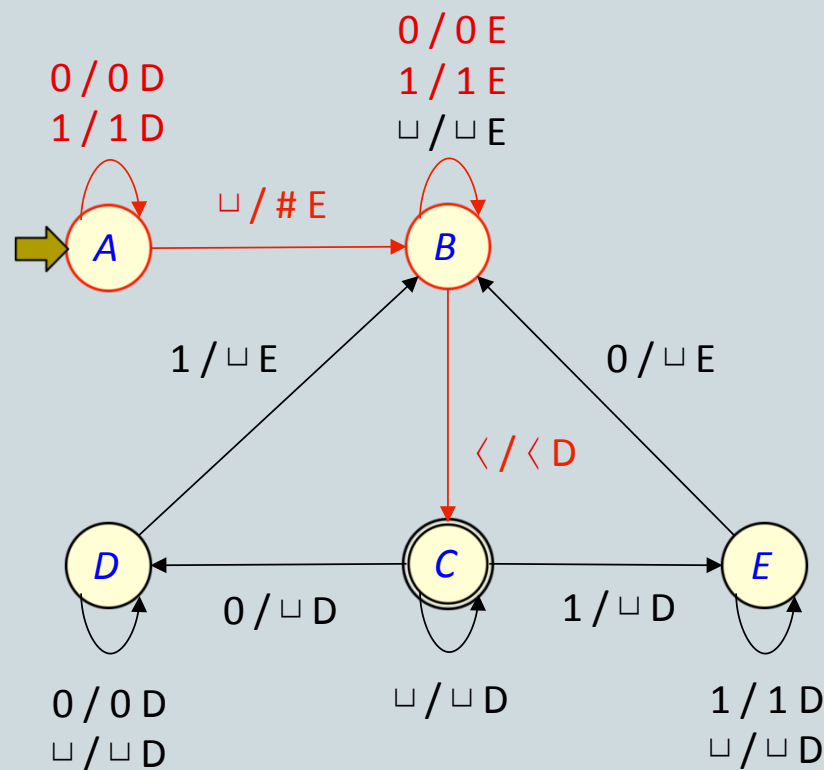 0 / 0 E
1 / 1 E
⊔ / ⊔ E
0 / 0 D
1 / 1 D
⊔ / # E
A
B
1 / ⊔ E
0 / ⊔ E
〈 / 〈 D
D
C
E
0 / ⊔ D
1 / ⊔ D
0 / 0 D
⊔ / ⊔ D
⊔ / ⊔ D
1 / 1 D
⊔ / ⊔ D